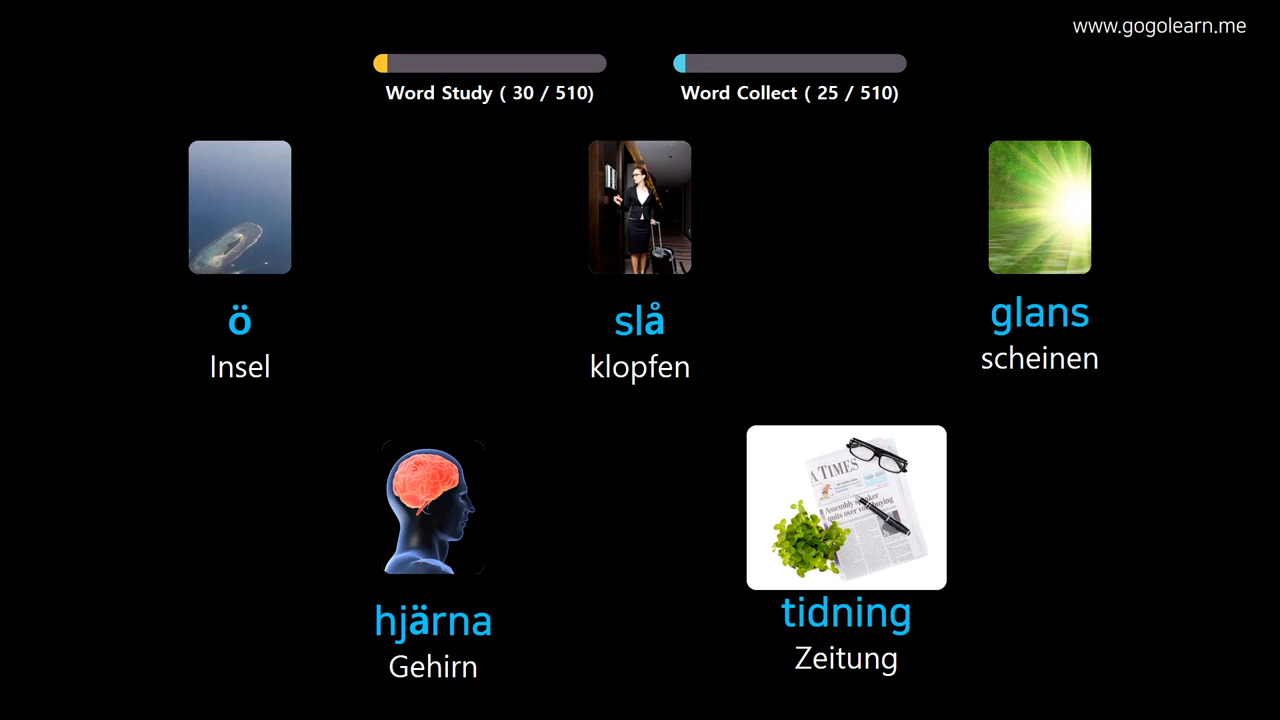 www.gogolearn.me
Word Study ( 30 / 510)
Word Collect ( 25 / 510)
ö
Insel
slå
klopfen
glans
scheinen
A TIMES
hjärna
Gehirn
tidning
Zeitung